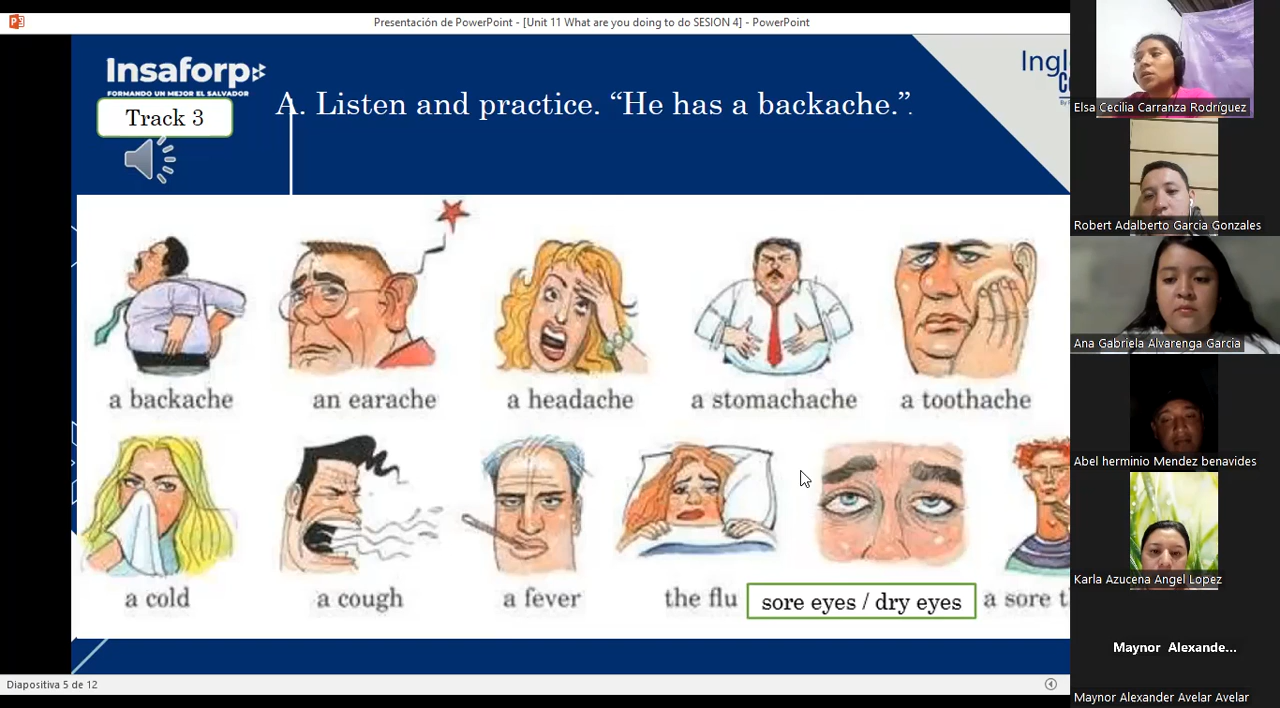 Presentación de PowerPoint - [Unit 11 What are you doing to do SESION 4] - PowerPoint
Insaforp
FORMANDO UN MEJOR EL SALVADOR
Track 3
A. Listen and practice. “He has a backache.”.
a backache an earache a headache a stomachache a toothache
a cold a cough a fever the flu sore eyes / dry eyes a sore
Diapositiva 5 de 12
Elsa Cecilia Carranza Rodríguez
Robert Adalberto Garcia Gonzales
Ana Gabriela Alvarenga Garcia
Abel herminio Mendez benavides
Karla Azucena Angel Lopez
Maynor Alexande...
Maynor Alexander Avelar Avelar